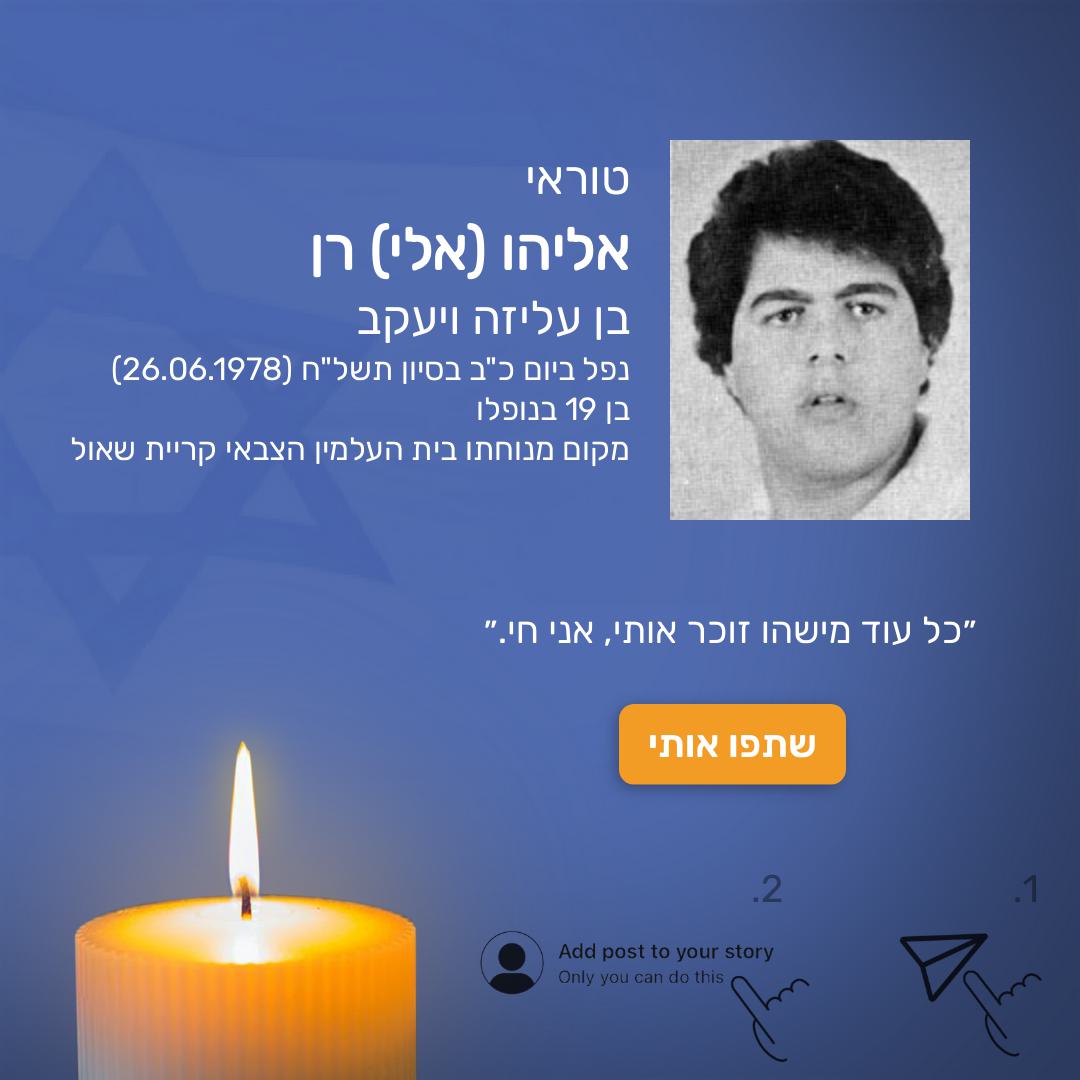 טוראי
אליהו (אלי) רן
בן עליזה ויעקב
נפל ביום כ"ב בסיון תשל"ח (26.06.1978)
בן 19 בנופלו
מקום מנוחתו בית העלמין הצבאי קריית שאול
"כל עוד מישהו זוכר אותי, אני חי."
שתפו אותי
1.
2.
Add post to your story
Only you can do this